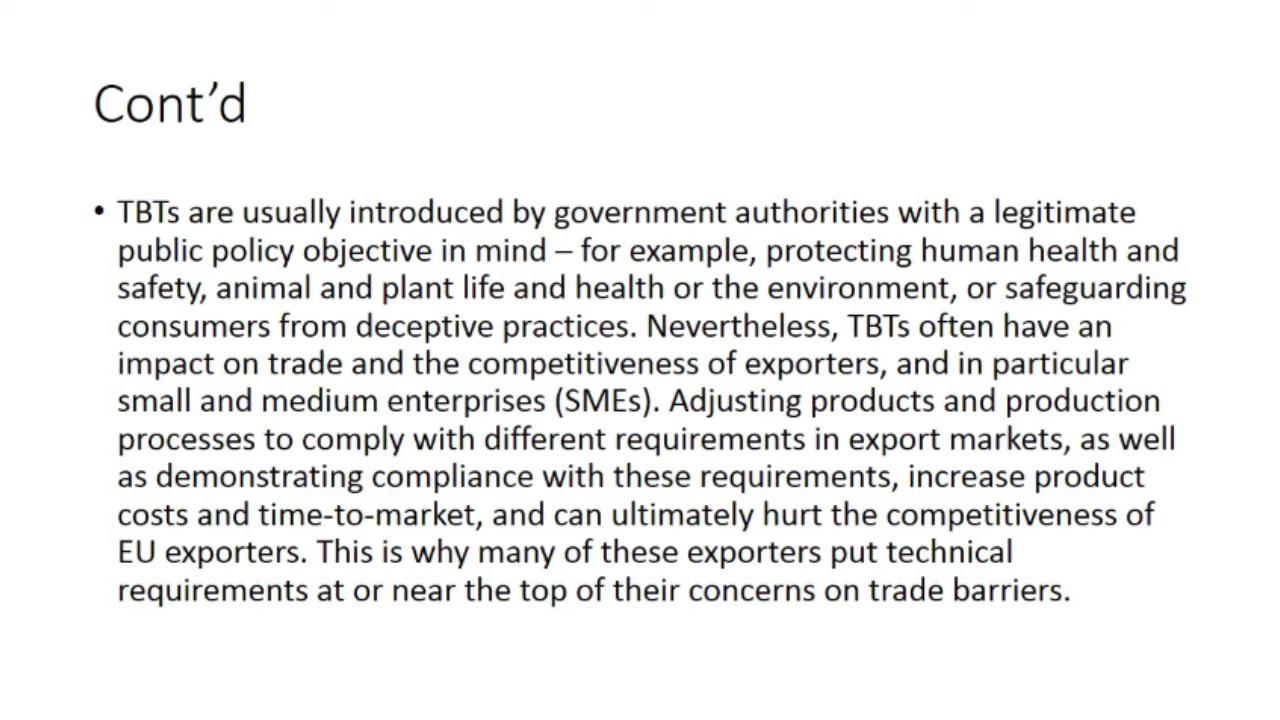 Cont’d
• TBTs are usually introduced by government authorities with a legitimate
public policy objective in mind – for example, protecting human health and
safety, animal and plant life and health or the environment, or safeguarding
consumers from deceptive practices. Nevertheless, TBTs often have an
impact on trade and the competitiveness of exporters, and in particular
small and medium enterprises (SMEs). Adjusting products and production
processes to comply with different requirements in export markets, as well
as demonstrating compliance with these requirements, increase product
costs and time-to-market, and can ultimately hurt the competitiveness of
EU exporters. This is why many of these exporters put technical
requirements at or near the top of their concerns on trade barriers.